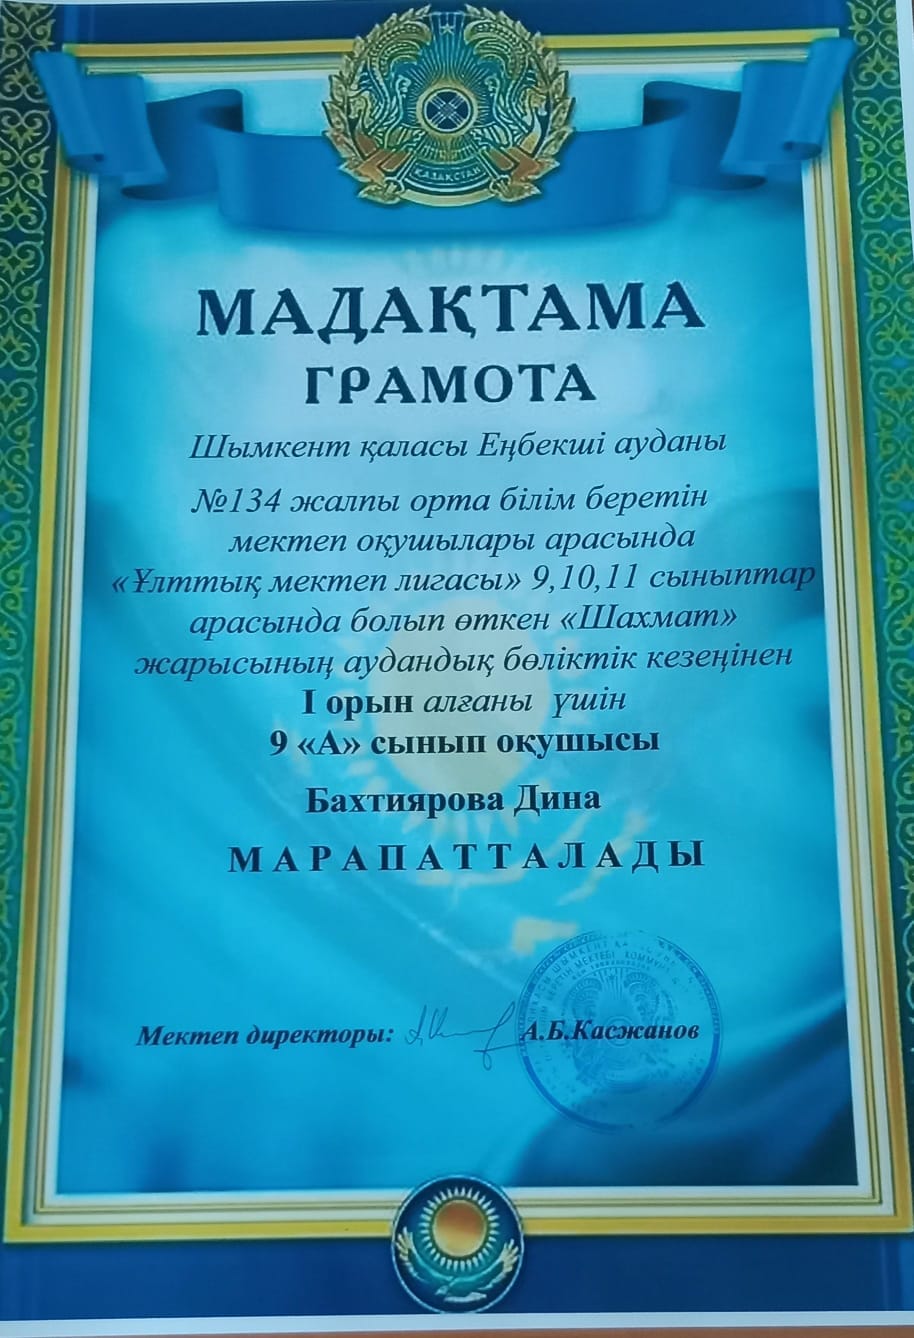 ҚАЗАҚСТАН
МАДАҚТАМА
ГРАМОТА
Шымкент қаласы Еңбекші ауданы
№134 жалпы орта білім беретін
мектеп оқушылары арасында
«Ұлттық мектеп лигасы» 9,10,11 сыныптар
арасында болып өткен «Шахмат»
жарысының аудандық бөліктік кезеңінен
I орын алғаны үшін
9 «А» сынып оқушысы
Бахтиярова Дина
МАРАПАТТАЛАДЫ
Мектеп директоры: А.Б.Касжанов